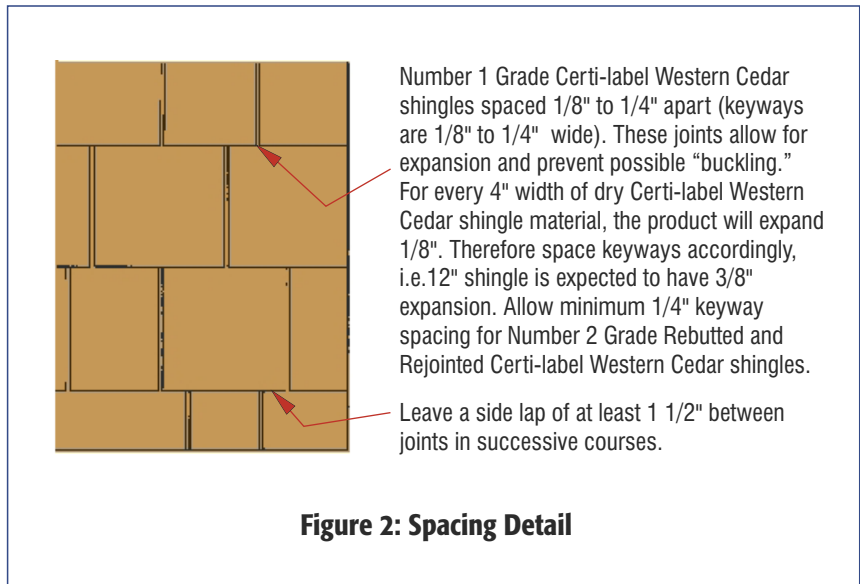 Number 1 Grade Certi-label Western Cedar
shingles spaced 1/8" to 1/4" apart (keyways
are 1/8" to 1/4" wide). These joints allow for
expansion and prevent possible “buckling.”
For every 4" width of dry Certi-label Western
Cedar shingle material, the product will expand
1/8". Therefore space keyways accordingly,
i.e.12" shingle is expected to have 3/8"
expansion. Allow minimum 1/4" keyway
spacing for Number 2 Grade Rebutted and
Rejointed Certi-label Western Cedar shingles.
Leave a side lap of at least 1 1/2" between
joints in successive courses.
Figure 2: Spacing Detail